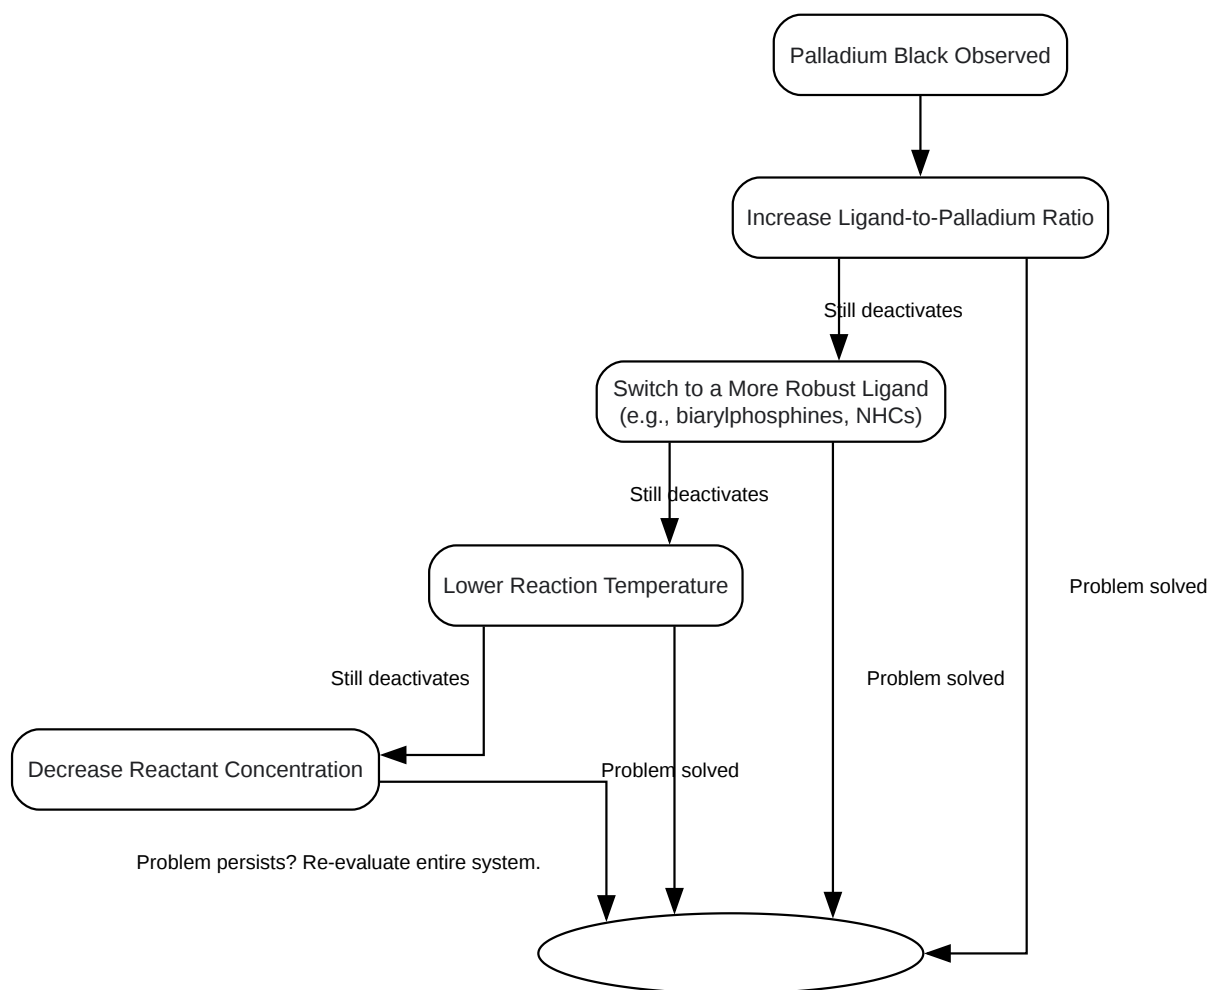 Palladium Black Observed
Increase Ligand-to-Palladium Ratio
Still deactivates
Switch to a More Robust Ligand
(e.g., biarylphosphines, NHCs)
Still deactivates
Lower Reaction Temperature
Problem solved
Still deactivates
Problem solved
Decrease Reactant Concentration
Problem solved
Problem persists? Re-evaluate entire system.